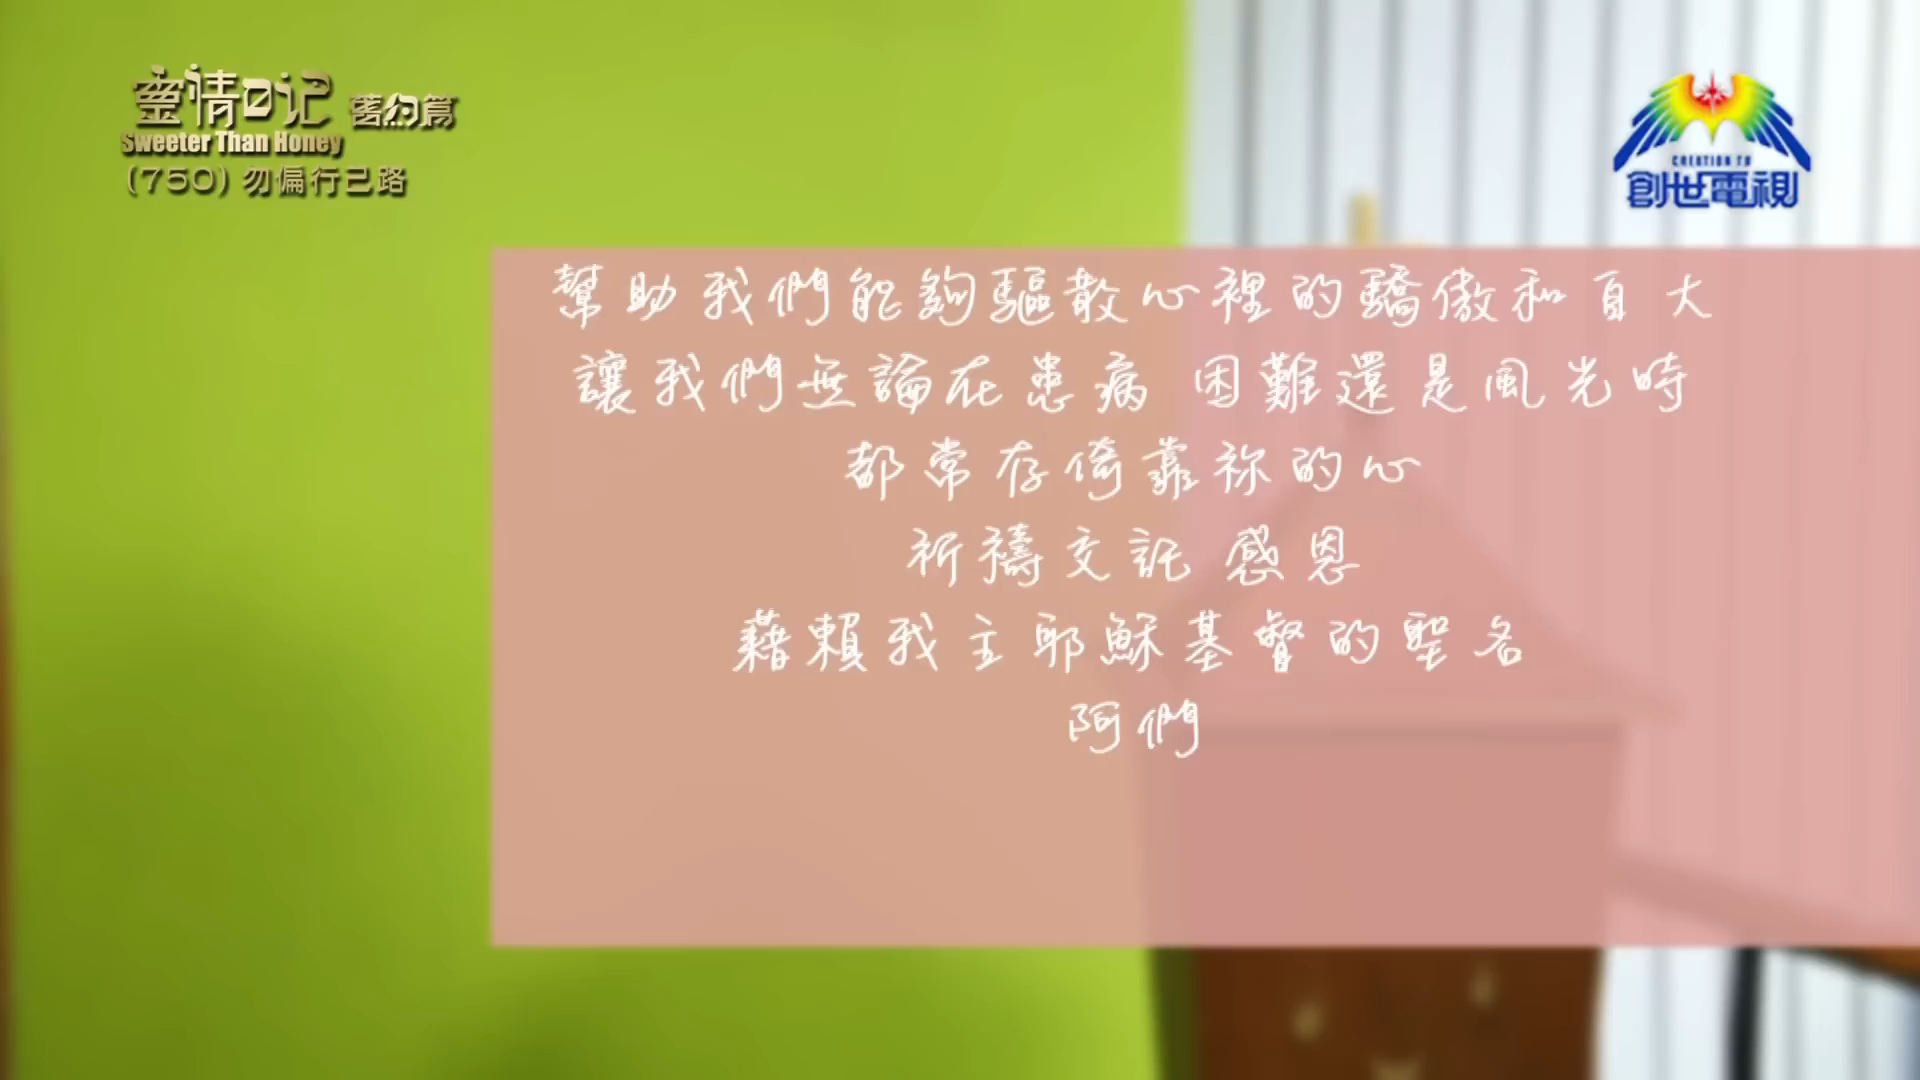 靈情日记 舊約篇
Sweeter Than Honey
(750) 勿偏行己路
CREATION TV
創世電視
幫助我們能夠驅散心裡的驕傲和自大
讓我們無論在患病 困難還是風光時
都常存倚靠祢的心
祈禱交託 感恩
藉賴我主耶穌基督的聖名
阿們